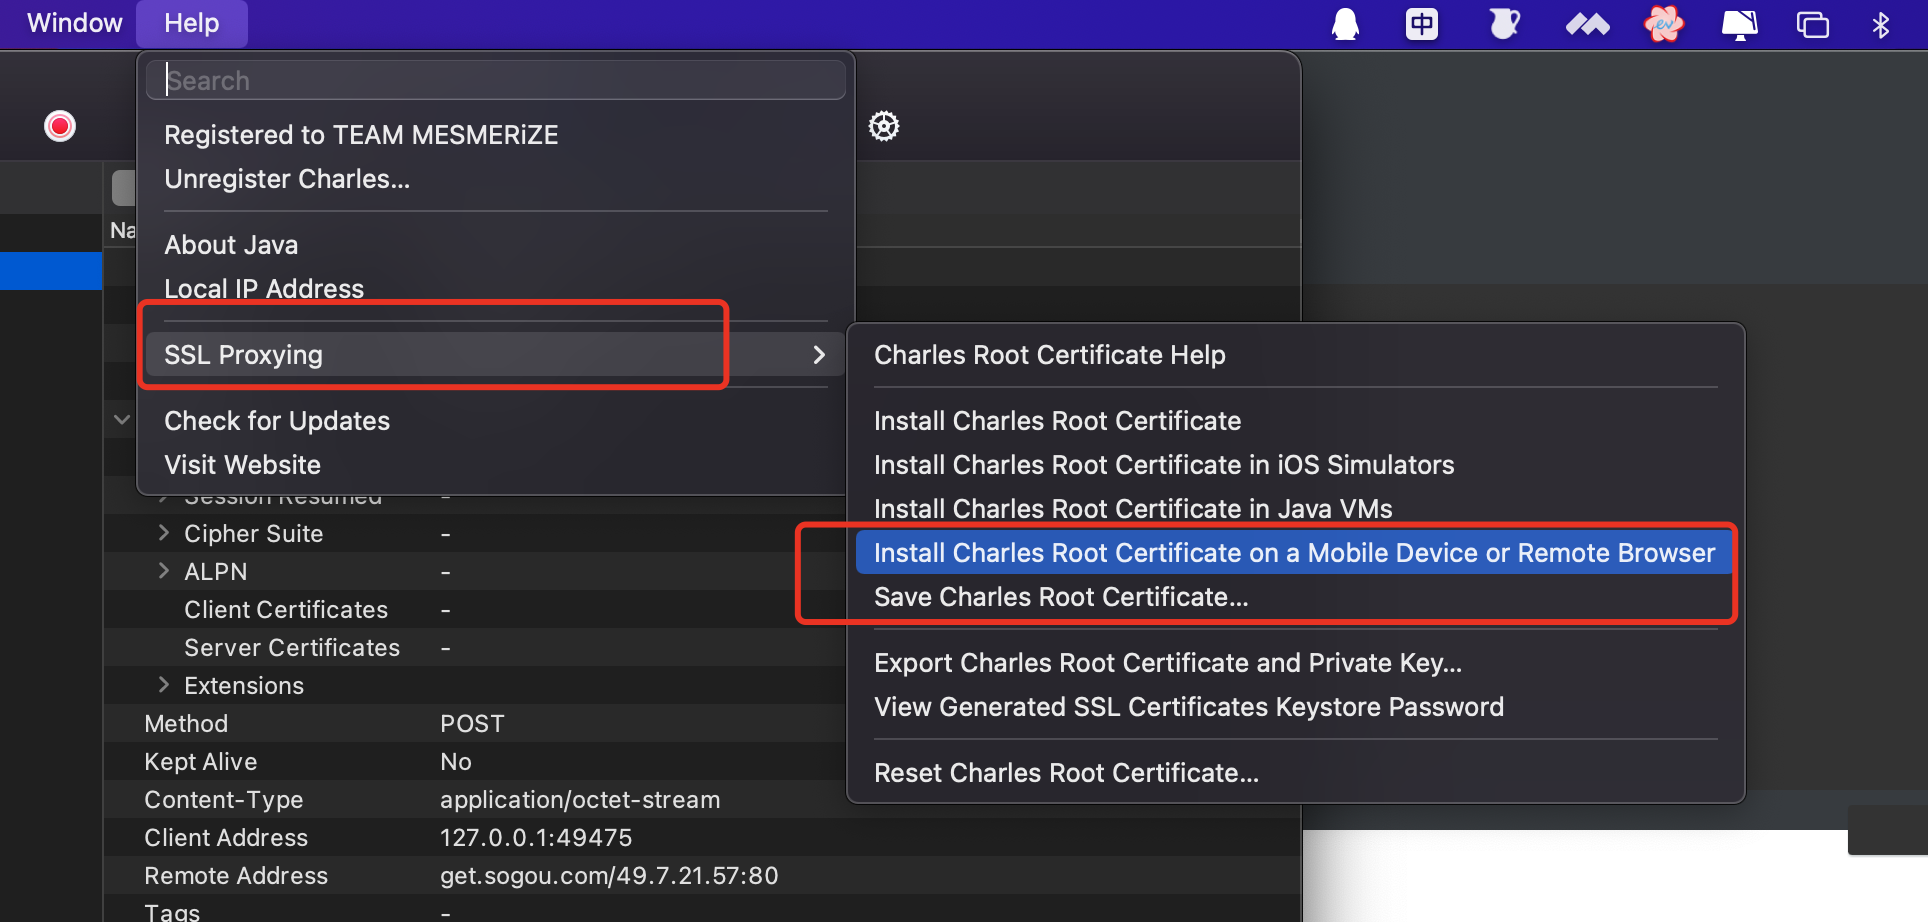 Window Help
中
ev
Search
Registered to TEAM MESMERiZE
Unregister Charles...
Na
About Java
Local IP Address
SSL Proxying
Check for Updates
Visit Website
Charles Root Certificate Help
Install Charles Root Certificate
Install Charles Root Certificate in iOS Simulators
Install Charles Root Certificate in Java VMs
Install Charles Root Certificate on a Mobile Device or Remote Browser
Save Charles Root Certificate...
Export Charles Root Certificate and Private Key...
View Generated SSL Certificates Keystore Password
Reset Charles Root Certificate...
Session Resumed -
Cipher Suite -
ALPN -
Client Certificates -
Server Certificates -
Extensions
Method POST
Kept Alive No
Content-Type application/octet-stream
Client Address 127.0.0.1:49475
Remote Address get.sogou.com/49.7.21.57:80
Tags -